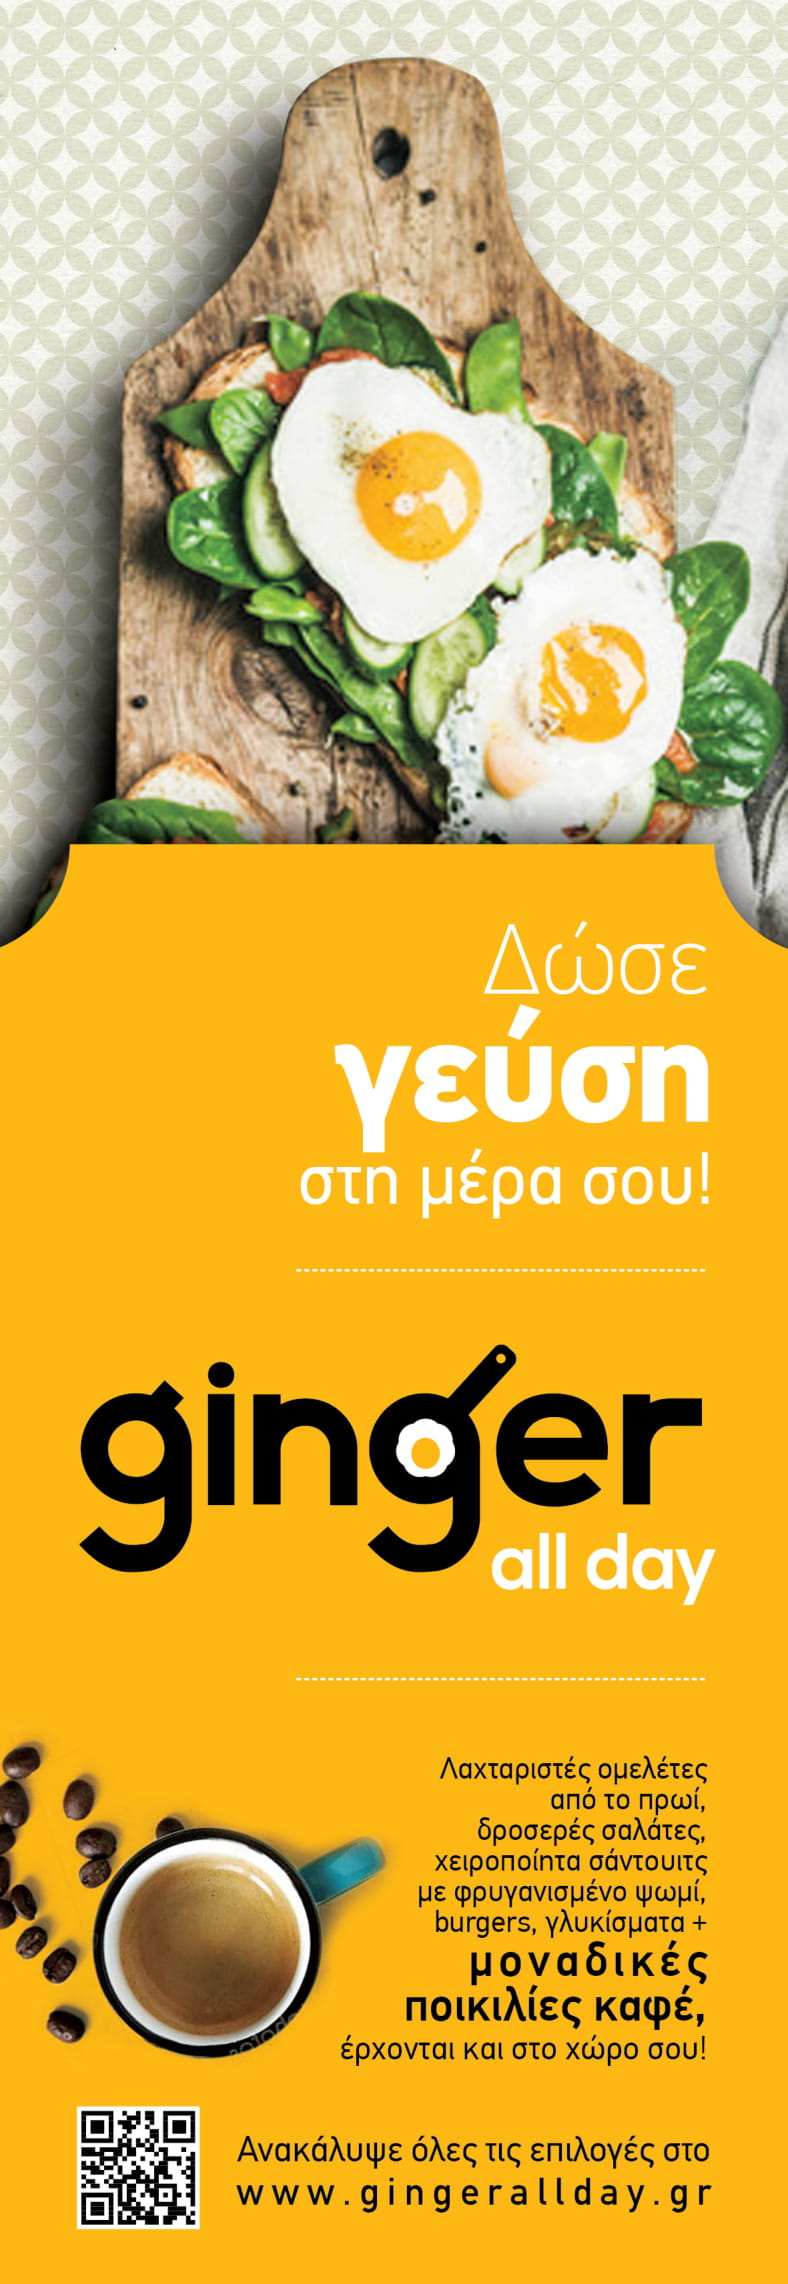 Δώσε
γεύση
στη μέρα σου!
ginger
all day
Λαχταριστές ομελέτες
από το πρωί,
δροσερές σαλάτες,
χειροποίητα σάντουιτς
με φρυγανισμένο ψωμί,
burgers, γλυκίσματα +
μοναδικές
ποικιλίες καφέ,
έρχονται και στο χώρο σου!
Ανακάλυψε όλες τις επιλογές στο
www.gingerallday.gr